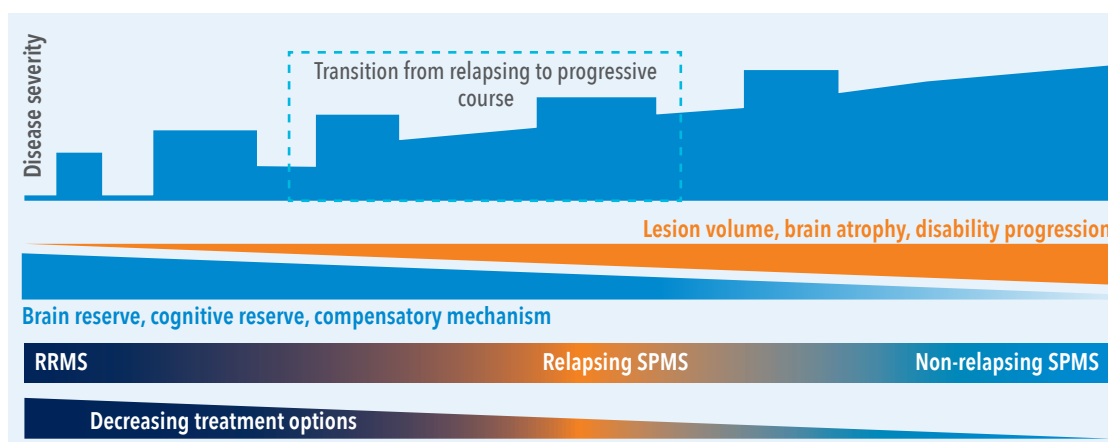 Disease severity
Transition from relapsing to progressive
course
Lesion volume, brain atrophy, disability progression
Brain reserve, cognitive reserve, compensatory mechanism
RRMS Relapsing SPMS Non-relapsing SPMS
Decreasing treatment options